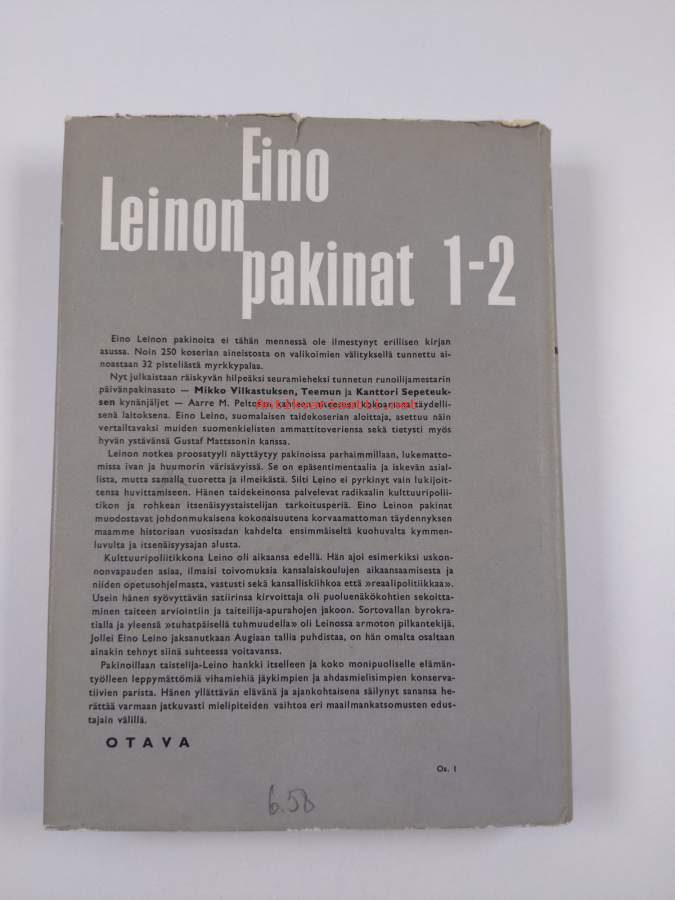 Eino
Leinon
pakinat 1-2
Eino Leinon pakinoita ei tähän mennessä ole ilmestynyt erillisen kirjan
asussa. Noin 250 koserian aineistosta on valikoimien välityksellä tunnettu ai-
noastaan 32 pisteliästä myrkkypalaa.
Nyt julkaistaan räiskyvän hilpeäksi seuramieheksi tunnetun runoilijamestarin
päivänpakinasato — Mikko Vilkastuksen, Teemun ja Kanttori Sepeteuk-
sen kynänjäljet — Aarre M. Peltosen kahteen osaan kokoamana täydelli-
antikvariaatti.net
senä laitoksena. Eino Leino, suomalaisen taidekoserian aloittaja, asettuu näin
vertailtavaksi muiden suomenkielisten ammattitoveriensa sekä tietysti myös
hyvän ystävänsä Gustaf Mattssonin kanssa.
Leinon notkea proosatyyli näyttäytyy pakinoissa parhaimmillaan, lukematto-
missa ivan ja huumorin värisävyissä. Se on epäsentimentaalia ja iskevän asial-
lista, mutta samalla tuoretta ja ilmeikästä. Silti Leino ei pyrkinyt vain lukijoit-
tensa huvittamiseen. Hänen taidekeinonsa palvelevat radikaalin kulttuuripolii-
tikon ja rohkean itsenäisyystaistelijan tarkoitusperiä. Eino Leinon pakinat
muodostavat johdonmukaisena kokonaisuutena korvaamattoman täydennyksen
maamme historiaan vuosisadan kahdelta ensimmäiseltä kuohuvalta kymmen-
luvulta ja itsenäisyysajan alusta.
Kulttuuripoliitikkona Leino oli aikaansa edellä. Hän ajoi esimerkiksi uskon-
nonvapauden asiaa, ilmaisi toivomuksia kansalaiskoulujen aikaansaamisesta ja
niiden opetusohjelmasta, vastusti sekä kansalliskiihkoa että »reaalipolitiikkaa».
Usein hänen syövyttävän satiirinsa kirvoittaja oli puoluenäkökohtien sekoitta-
minen taiteen arviointiin ja taiteilija-apurahojen jakoon. Sortovallan byrokra-
tialla ja yleensä »tuhatpäisellä tuhmuudella» oli Leinossa armoton pilkantekijä.
Jollei Eino Leino jaksanutkaan Augiaan tallia puhdistaa, on hän omalta osaltaan
ainakin tehnyt siinä suhteessa voitavansa.
Pakinoillaan taistelija-Leino hankki itselleen ja koko monipuoliselle elämän-
työlleen leppymättömiä vihamiehiä jäykimpien ja ahdasmielisimpien konserva-
tiivien parista. Hänen yllättävän elävänä ja ajankohtaisena säilynyt sanansa he-
rättää varmaan jatkuvasti mielipiteiden vaihtoa eri maailmankatsomusten edus-
tajain välillä.
OTAVA
Os. 1
6.58